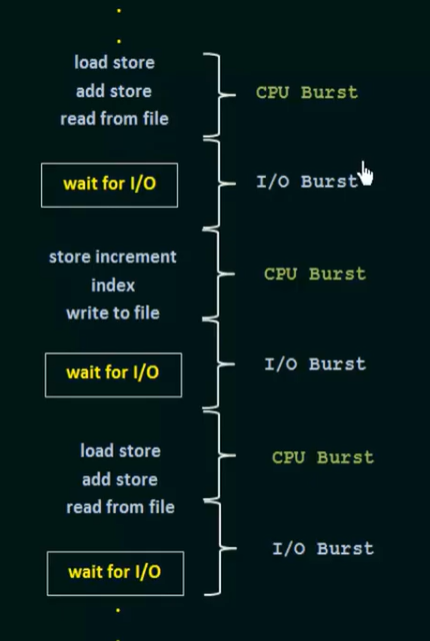 load store
add store
read from file
CPU Burst
wait for I/O
I/O Burst
store increment
index
write to file
CPU Burst
wait for I/O
I/O Burst
load store
add store
read from file
CPU Burst
wait for I/O
I/O Burst